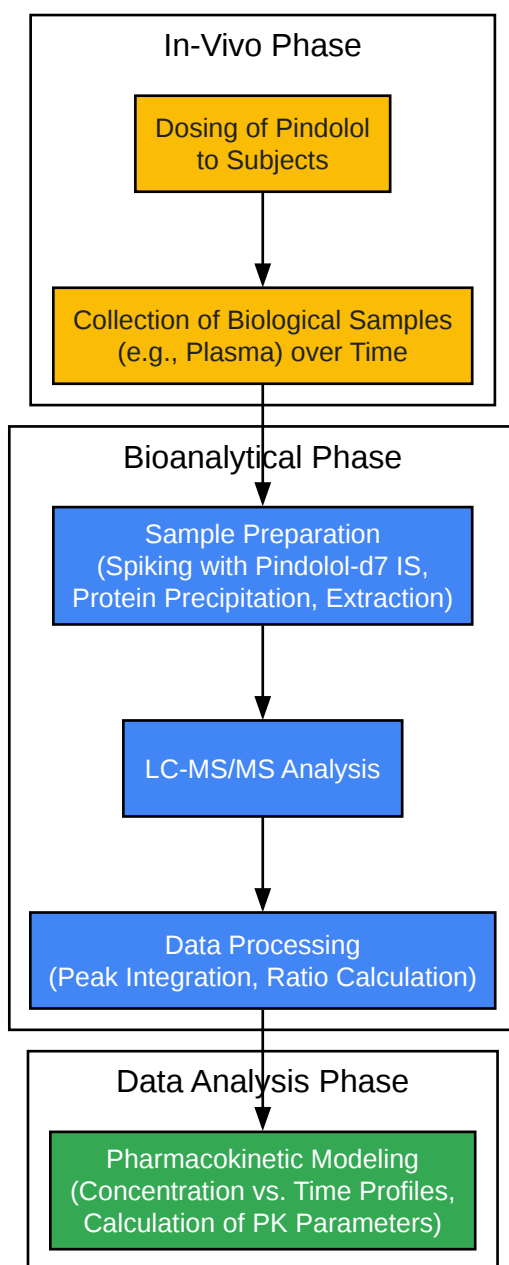 In-Vivo Phase
Dosing of Pindolol
to Subjects
Collection of Biological Samples
(e.g., Plasma) over Time
Bioanalytical Phase
Sample Preparation
(Spiking with Pindolol-d7 IS,
Protein Precipitation, Extraction)
LC-MS/MS Analysis
Data Processing
(Peak Integration, Ratio Calculation)
Data Analysis Phase
Pharmacokinetic Modeling
(Concentration vs. Time Profiles,
Calculation of PK Parameters)